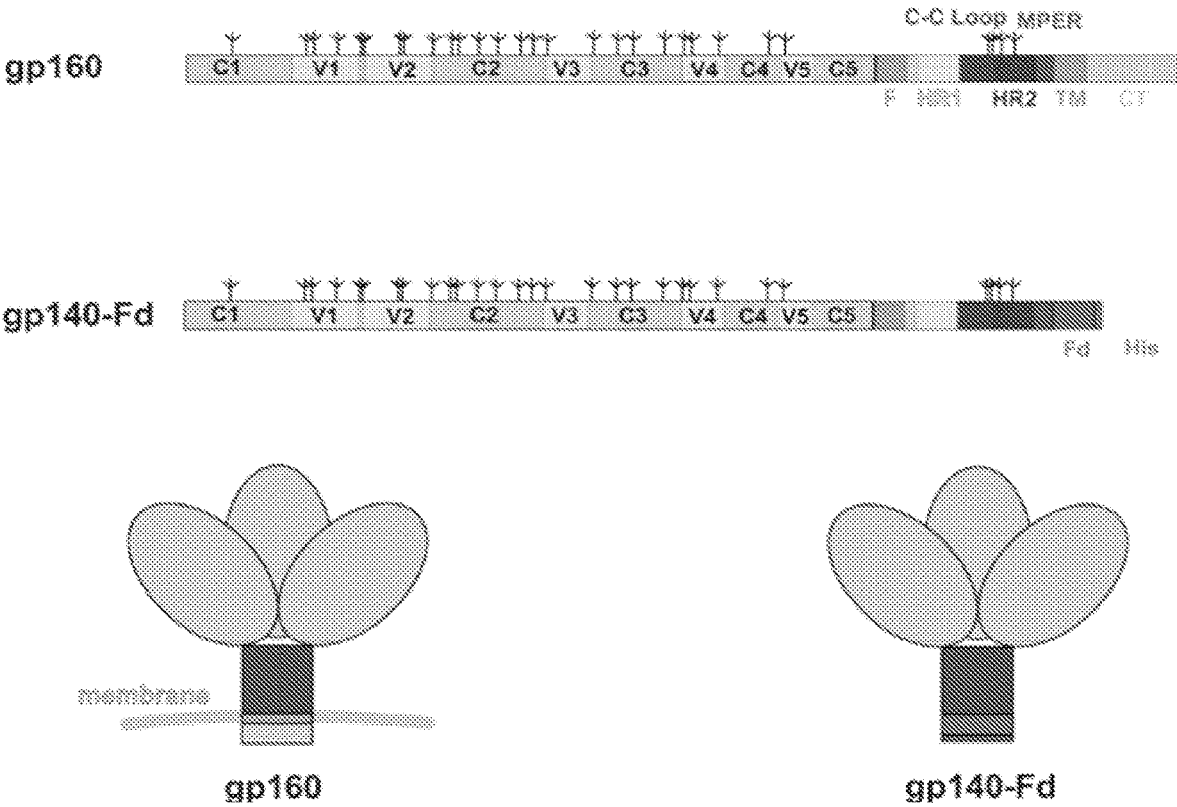 C-C Loop MPER
gp160
C1 V1 V2 C2 V3 C3 V4 C4 V5 C5
F HR1 HR2 TM CT
gp140-Fd
C1 V1 V2 C2 V3 C3 V4 C4 V5 C5
Fd His
membrane
gp160 gp140-Fd